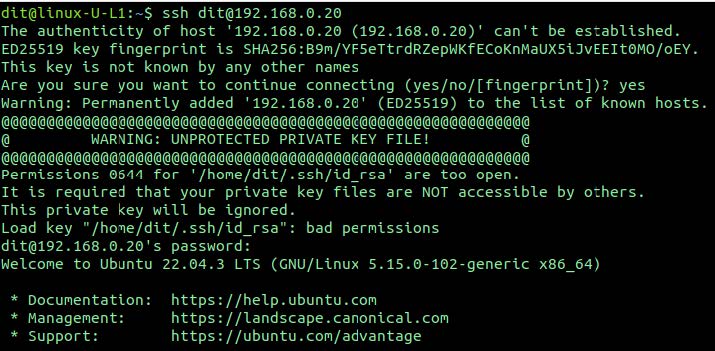 dit@linux-U-L1:~$ ssh dit@192.168.0.20
The authenticity of host '192.168.0.20 (192.168.0.20)' can't be established.
ED25519 key fingerprint is SHA256:B9m/YF5eTtrdRZepWKfECoKnMaUX5iJvEEIt0MO/oEY.
This key is not known by any other names
Are you sure you want to continue connecting (yes/no/[fingerprint])? yes
Warning: Permanently added '192.168.0.20' (ED25519) to the list of known hosts.
@@@@@@@@@@@@@@@@@@@@@@@@@@@@@@@@@@@@@@@@@@@@@@@@@@@@@@@@@@@
@         WARNING: UNPROTECTED PRIVATE KEY FILE!          @
@@@@@@@@@@@@@@@@@@@@@@@@@@@@@@@@@@@@@@@@@@@@@@@@@@@@@@@@@@@
Permissions 0644 for '/home/dit/.ssh/id_rsa' are too open.
It is required that your private key files are NOT accessible by others.
This private key will be ignored.
Load key "/home/dit/.ssh/id_rsa": bad permissions
dit@192.168.0.20's password:
Welcome to Ubuntu 22.04.3 LTS (GNU/Linux 5.15.0-102-generic x86_64)
* Documentation:  https://help.ubuntu.com
* Management:     https://landscape.canonical.com
* Support:        https://ubuntu.com/advantage